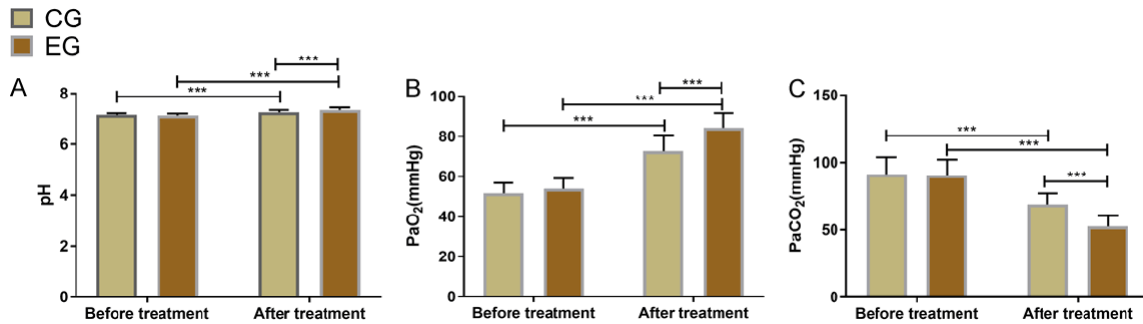 CG
EG
A
pH
8
6
4
2
0
***
***
***
Before treatment
After treatment
B
PaO₂(mmHg)
100
80
60
40
20
0
***
***
***
Before treatment
After treatment
C
PaCO₂(mmHg)
150
100
50
0
***
***
***
Before treatment
After treatment